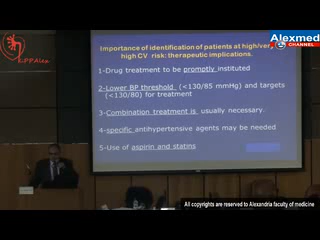 Alexmed
CHANNEL
E.P.P.Alex
Importance of identification of patients at high/very
high CV risk: therapeutic implications.
1-Drug treatment to be promptly instituted
2-Lower BP threshold (<130/85 mmHg) and targets
(<130/80) for treatment
3-Combination treatment is usually necessary.
4-specific antihypertensive agents may be needed
5-Use of aspirin and statins
All copyrights are reserved to Alexandria faculty of medicine